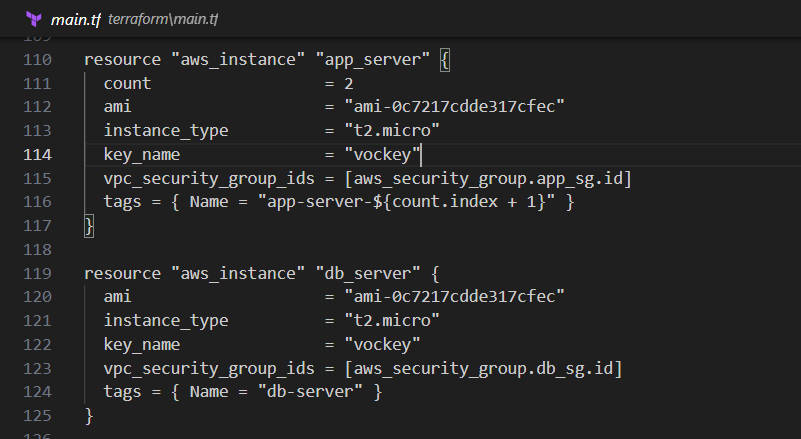 main.tf terraform\main.tf
109
110 resource "aws_instance" "app_server" {
111 count = 2
112 ami = "ami-0c7217cdde317cfec"
113 instance_type = "t2.micro"
114 key_name = "vockey"
115 vpc_security_group_ids = [aws_security_group.app_sg.id]
116 tags = { Name = "app-server-${count.index + 1}" }
117 }
118
119 resource "aws_instance" "db_server" {
120 ami = "ami-0c7217cdde317cfec"
121 instance_type = "t2.micro"
122 key_name = "vockey"
123 vpc_security_group_ids = [aws_security_group.db_sg.id]
124 tags = { Name = "db-server" }
125 }
126